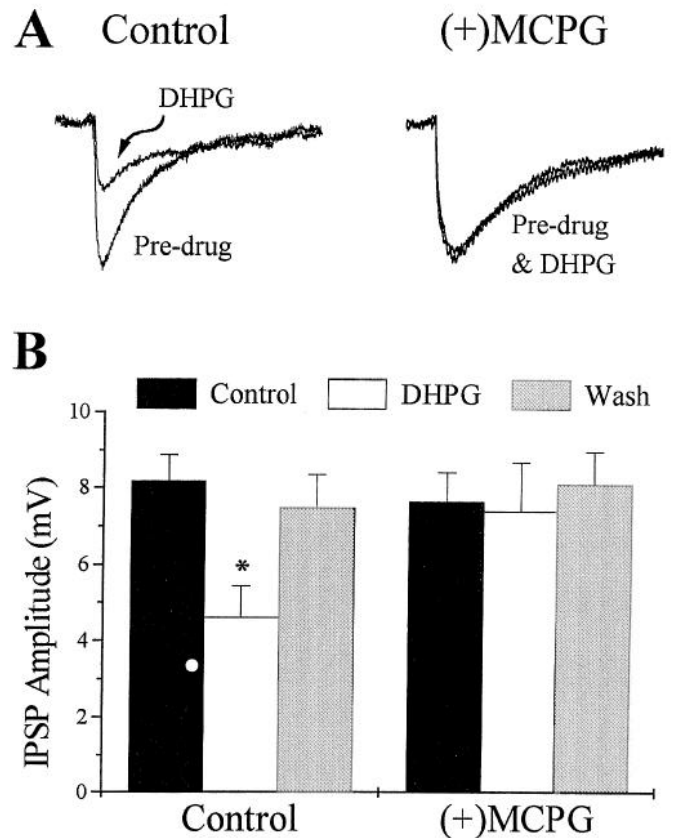 A Control (+)MCPG
DHPG
Pre-drug
Pre-drug
& DHPG
B
Control DHPG Wash
10
8
6
4
2
0
IPSP Amplitude (mV)
*
Control (+)MCPG